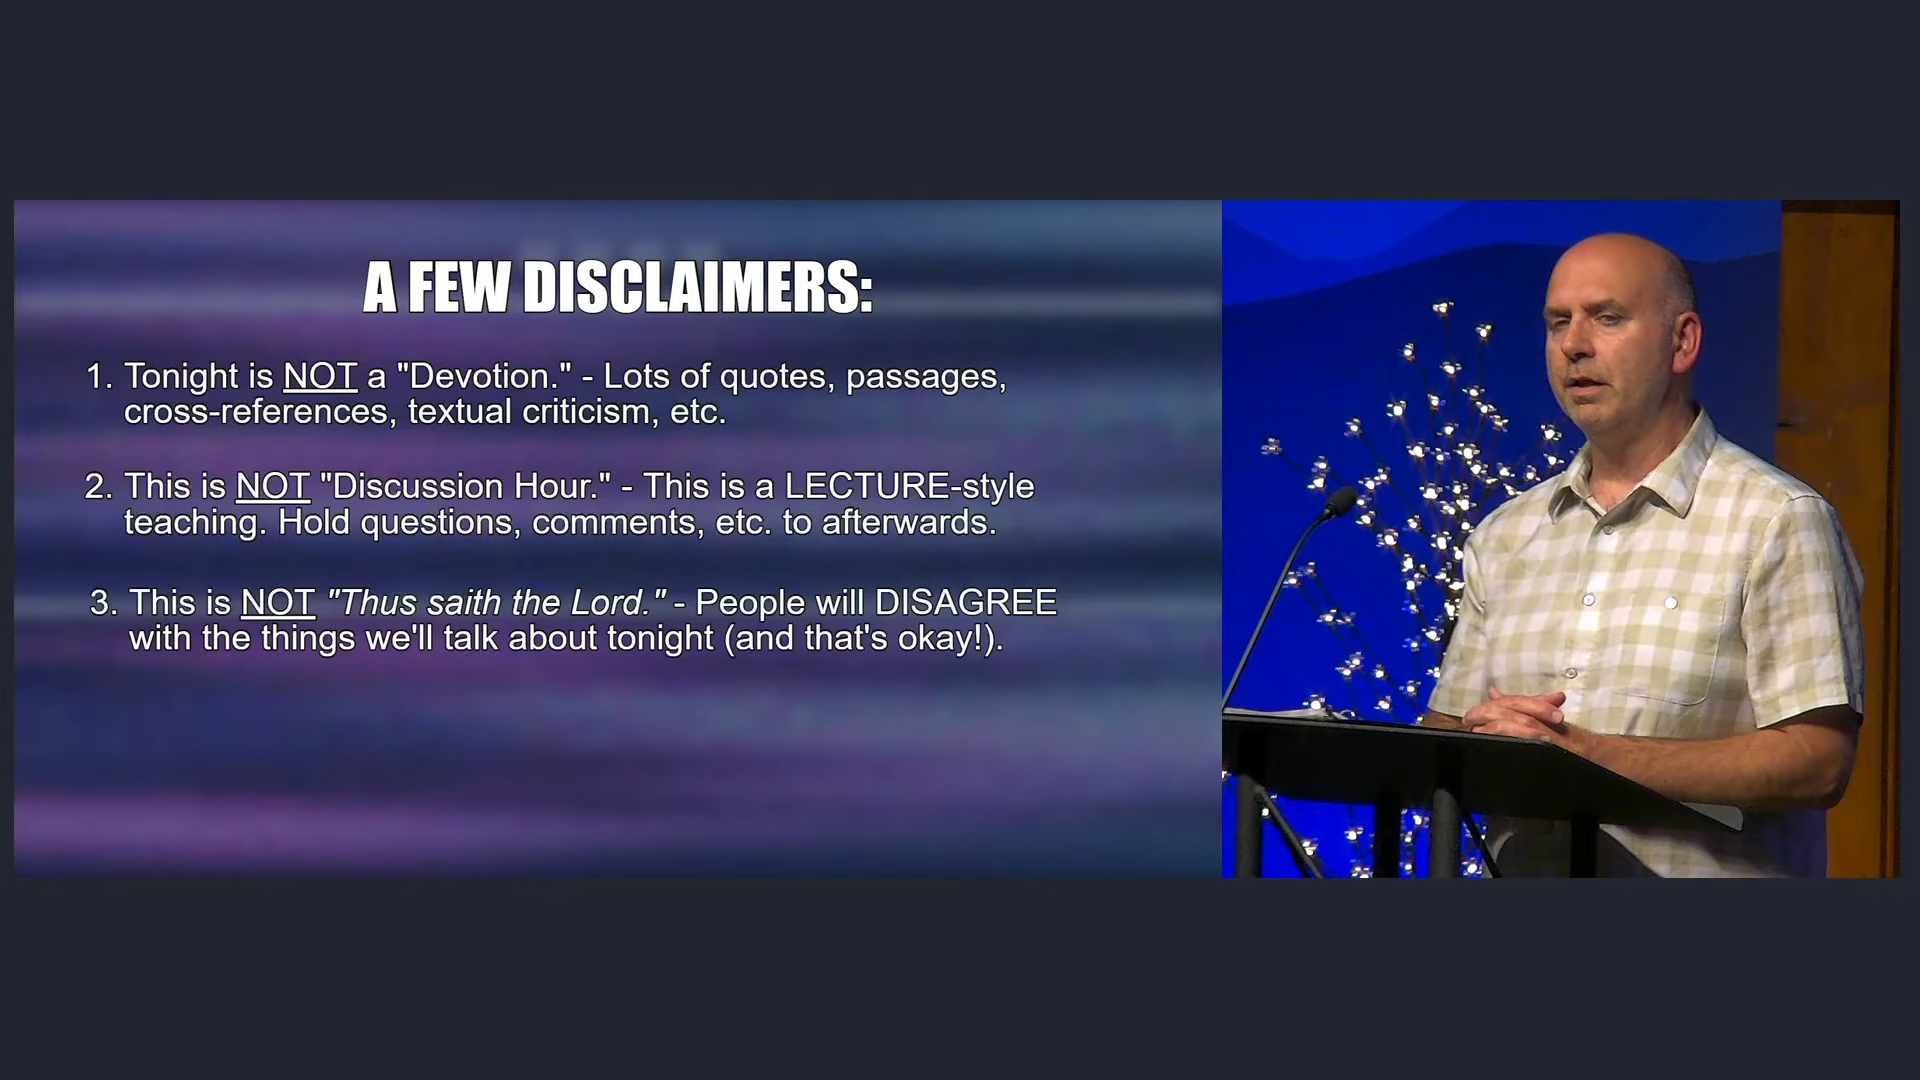 A FEW DISCLAIMERS:
1. Tonight is NOT a "Devotion." - Lots of quotes, passages,
cross-references, textual criticism, etc.
2. This is NOT "Discussion Hour." - This is a LECTURE-style
teaching. Hold questions, comments, etc. to afterwards.
3. This is NOT "Thus saith the Lord." - People will DISAGREE
with the things we'll talk about tonight (and that's okay!).